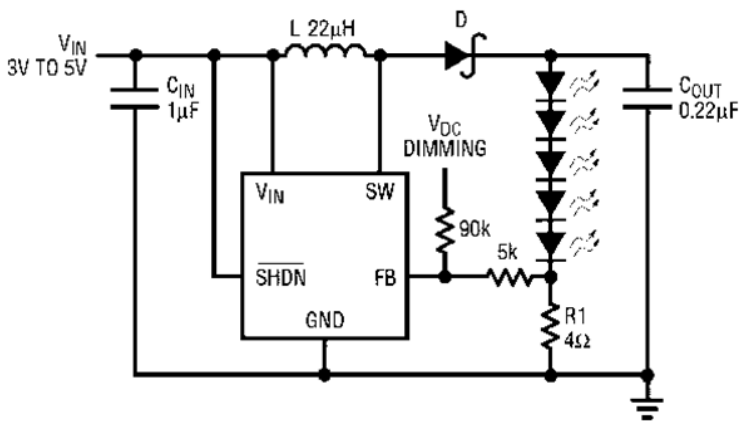 L 22µH
D
VIN
3V TO 5V
CIN
1µF
COUT
0.22µF
VDC
DIMMING
VIN
SW
90k
5k
SHDN
FB
GND
R1
4Ω